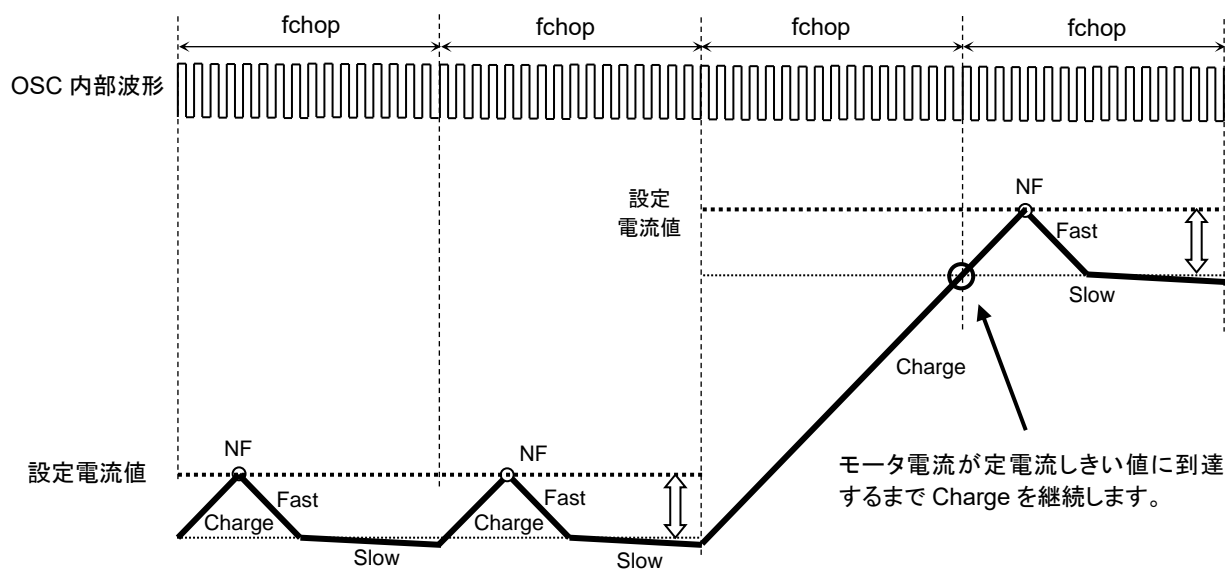 fchop fchop fchop fchop
OSC 内部波形
設定
電流値
NF
Fast
Slow
Charge
設定電流値
NF
Fast
Charge
Slow
NF
Fast
Charge
Slow
モータ電流が定電流しきい値に到達
するまで Charge を継続します。